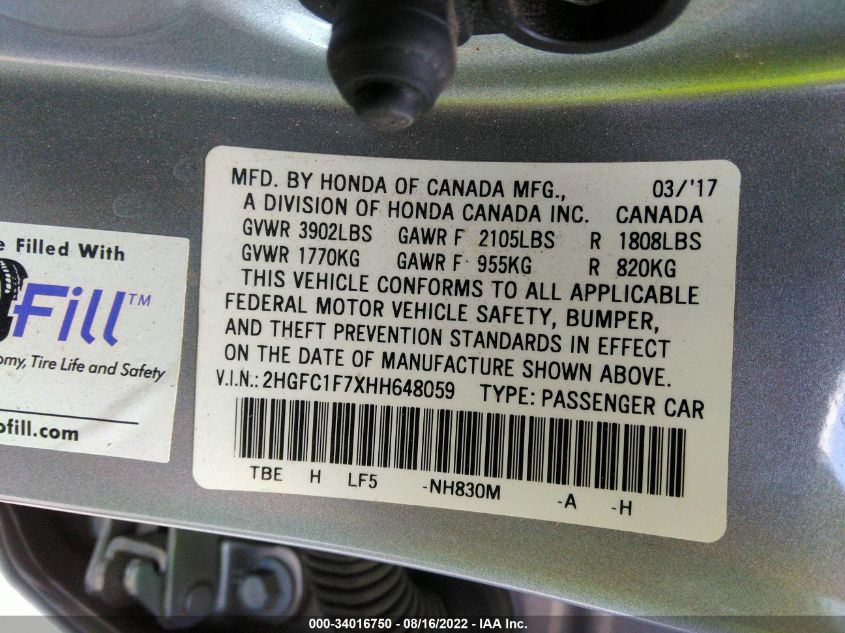 MFD. BY HONDA OF CANADA MFG., 03/'17
A DIVISION OF HONDA CANADA INC. CANADA
GVWR 3902LBS GAWR F 2105LBS R 1808LBS
GVWR 1770KG GAWR F 955KG R 820KG
THIS VEHICLE CONFORMS TO ALL APPLICABLE
FEDERAL MOTOR VEHICLE SAFETY, BUMPER,
AND THEFT PREVENTION STANDARDS IN EFFECT
ON THE DATE OF MANUFACTURE SHOWN ABOVE.
V.I.N.: 2HGFC1F7XHH648059 TYPE: PASSENGER CAR
TBE H LF5 -NH830M -A -H
e Filled With
Fill™
omy, Tire Life and Safety
ofill.com
000-34016750 - 08/16/2022 - IAA Inc.